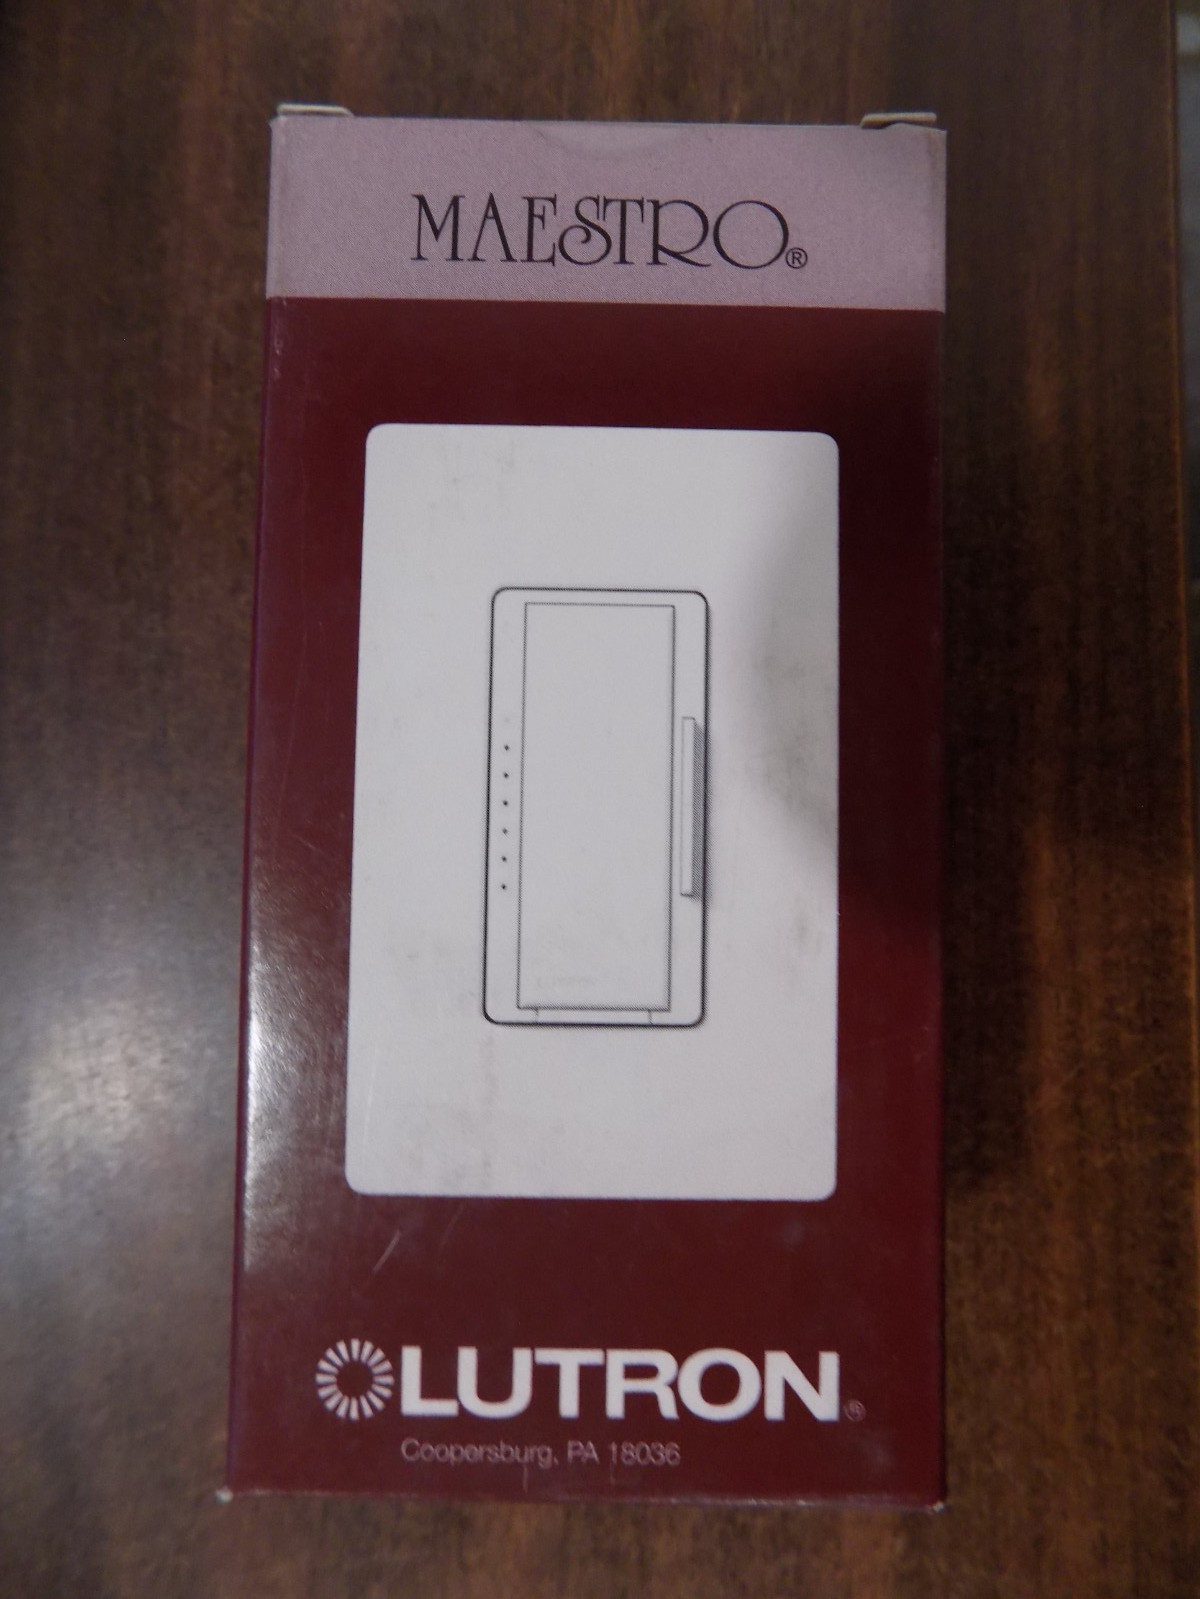 MAESTRO®
LUTRON®
Coopersburg, PA 18036